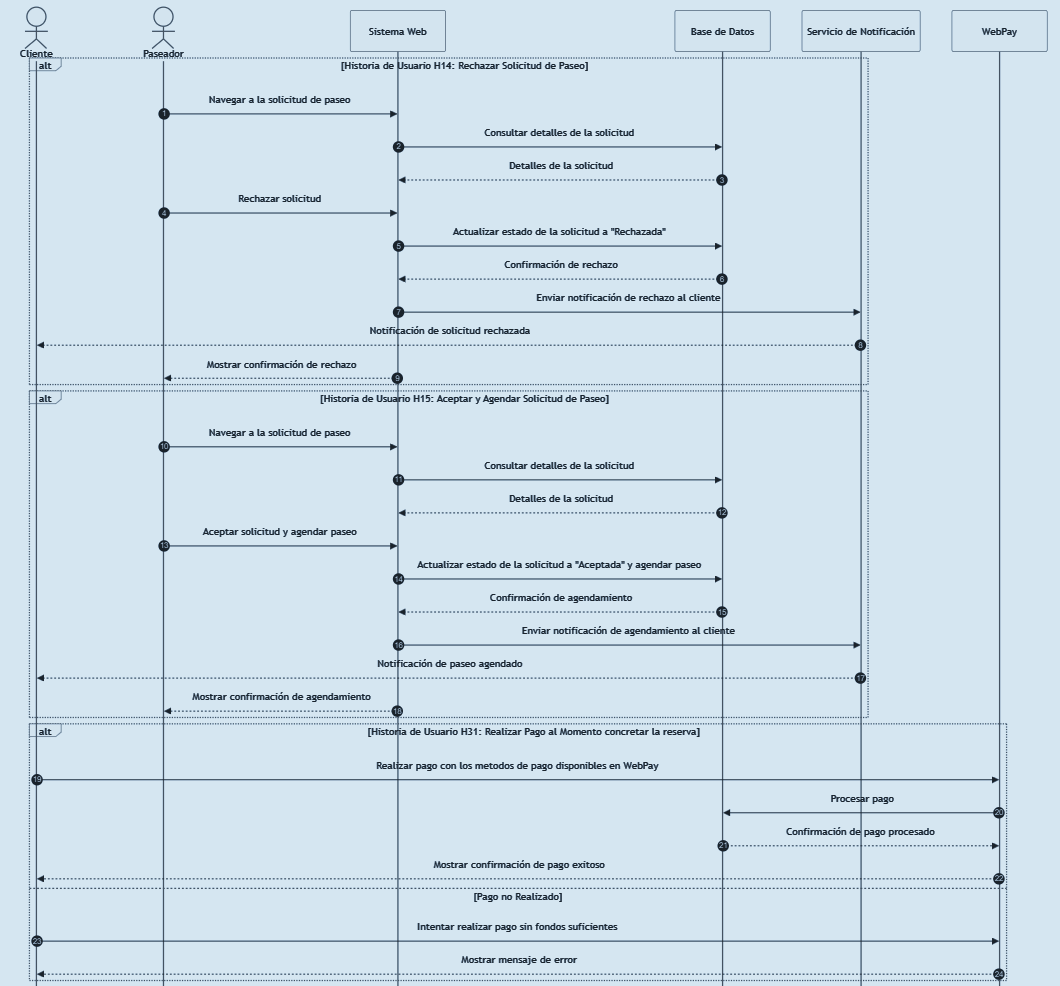 Cliente
Paseador
Sistema Web
Base de Datos
Servicio de Notificación
WebPay
alt
[Historia de Usuario H14: Rechazar Solicitud de Paseo]
Navegar a la solicitud de paseo
1
Consultar detalles de la solicitud
2
Detalles de la solicitud
3
Rechazar solicitud
4
Actualizar estado de la solicitud a "Rechazada"
5
Confirmación de rechazo
6
Enviar notificación de rechazo al cliente
7
Notificación de solicitud rechazada
8
Mostrar confirmación de rechazo
9
alt
[Historia de Usuario H15: Aceptar y Agendar Solicitud de Paseo]
Navegar a la solicitud de paseo
10
Consultar detalles de la solicitud
11
Detalles de la solicitud
12
Aceptar solicitud y agendar paseo
13
Actualizar estado de la solicitud a "Aceptada" y agendar paseo
14
Confirmación de agendamiento
15
Enviar notificación de agendamiento al cliente
16
Notificación de paseo agendado
17
Mostrar confirmación de agendamiento
18
alt
[Historia de Usuario H31: Realizar Pago al Momento concretar la reserva]
Realizar pago con los metodos de pago disponibles en WebPay
19
Procesar pago
20
Confirmación de pago procesado
21
Mostrar confirmación de pago exitoso
22
[Pago no Realizado]
Intentar realizar pago sin fondos suficientes
23
Mostrar mensaje de error
24